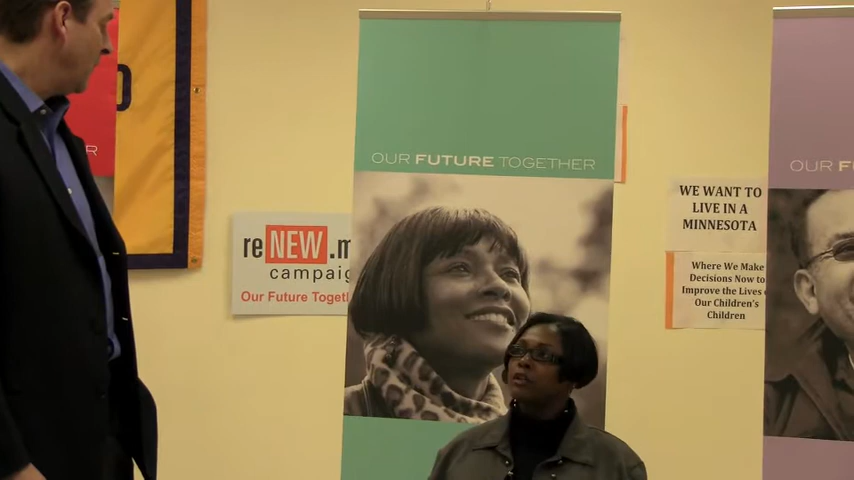 OUR FUTURE TOGETHER
reNEW.m
campaig
Our Future Togeth
WE WANT TO
LIVE IN A
MINNESOTA
Where We Make
Decisions Now to
Improve the Lives
Our Children's
Children
OUR F